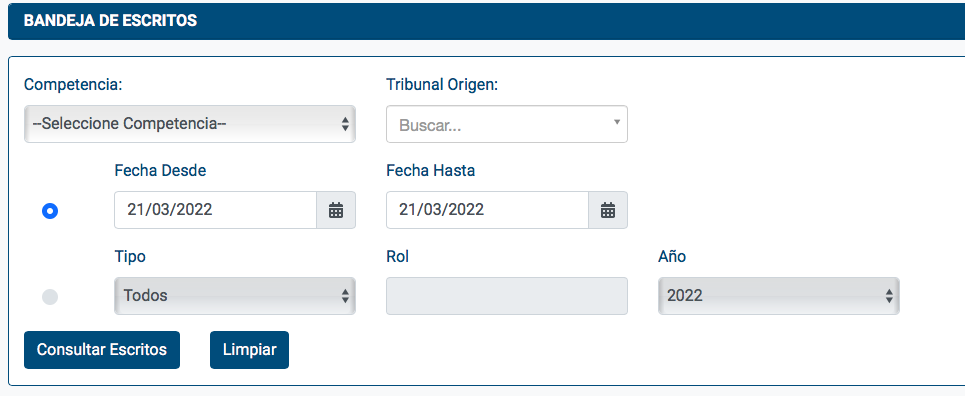 BANDEJA DE ESCRITOS
Competencia: Tribunal Origen:
--Seleccione Competencia-- Buscar...
Fecha Desde Fecha Hasta
21/03/2022 21/03/2022
Tipo Rol Año
Todos 2022
Consultar Escritos Limpiar